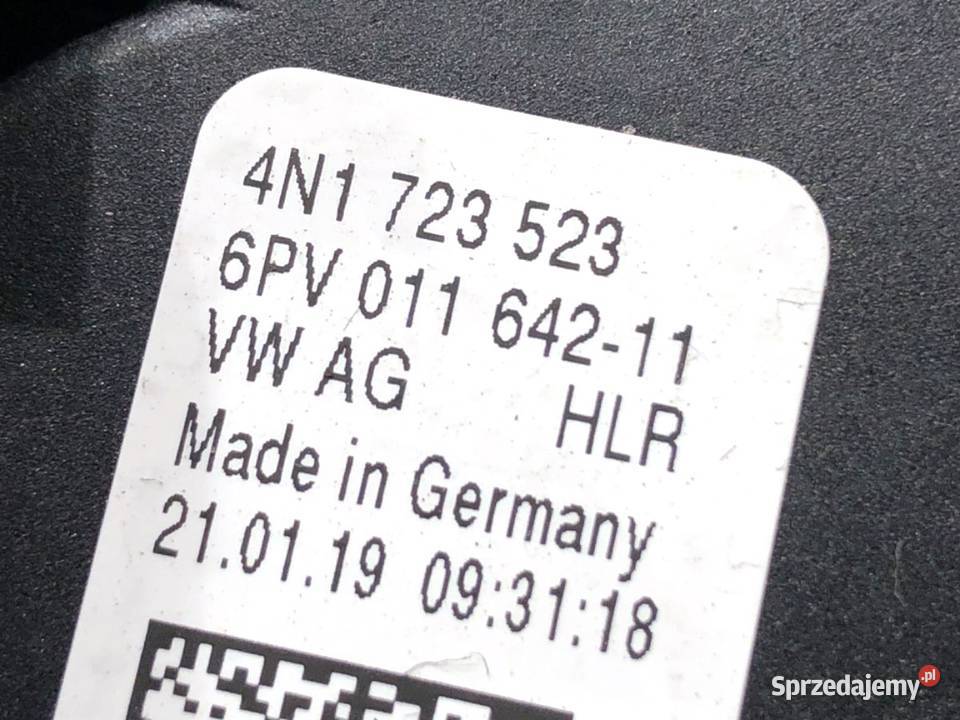 4N1 723 523
6PV 011 642-11
VW AG HLR
Made in Germany
21.01.19 09:31:18
Sprzedajemy.pl